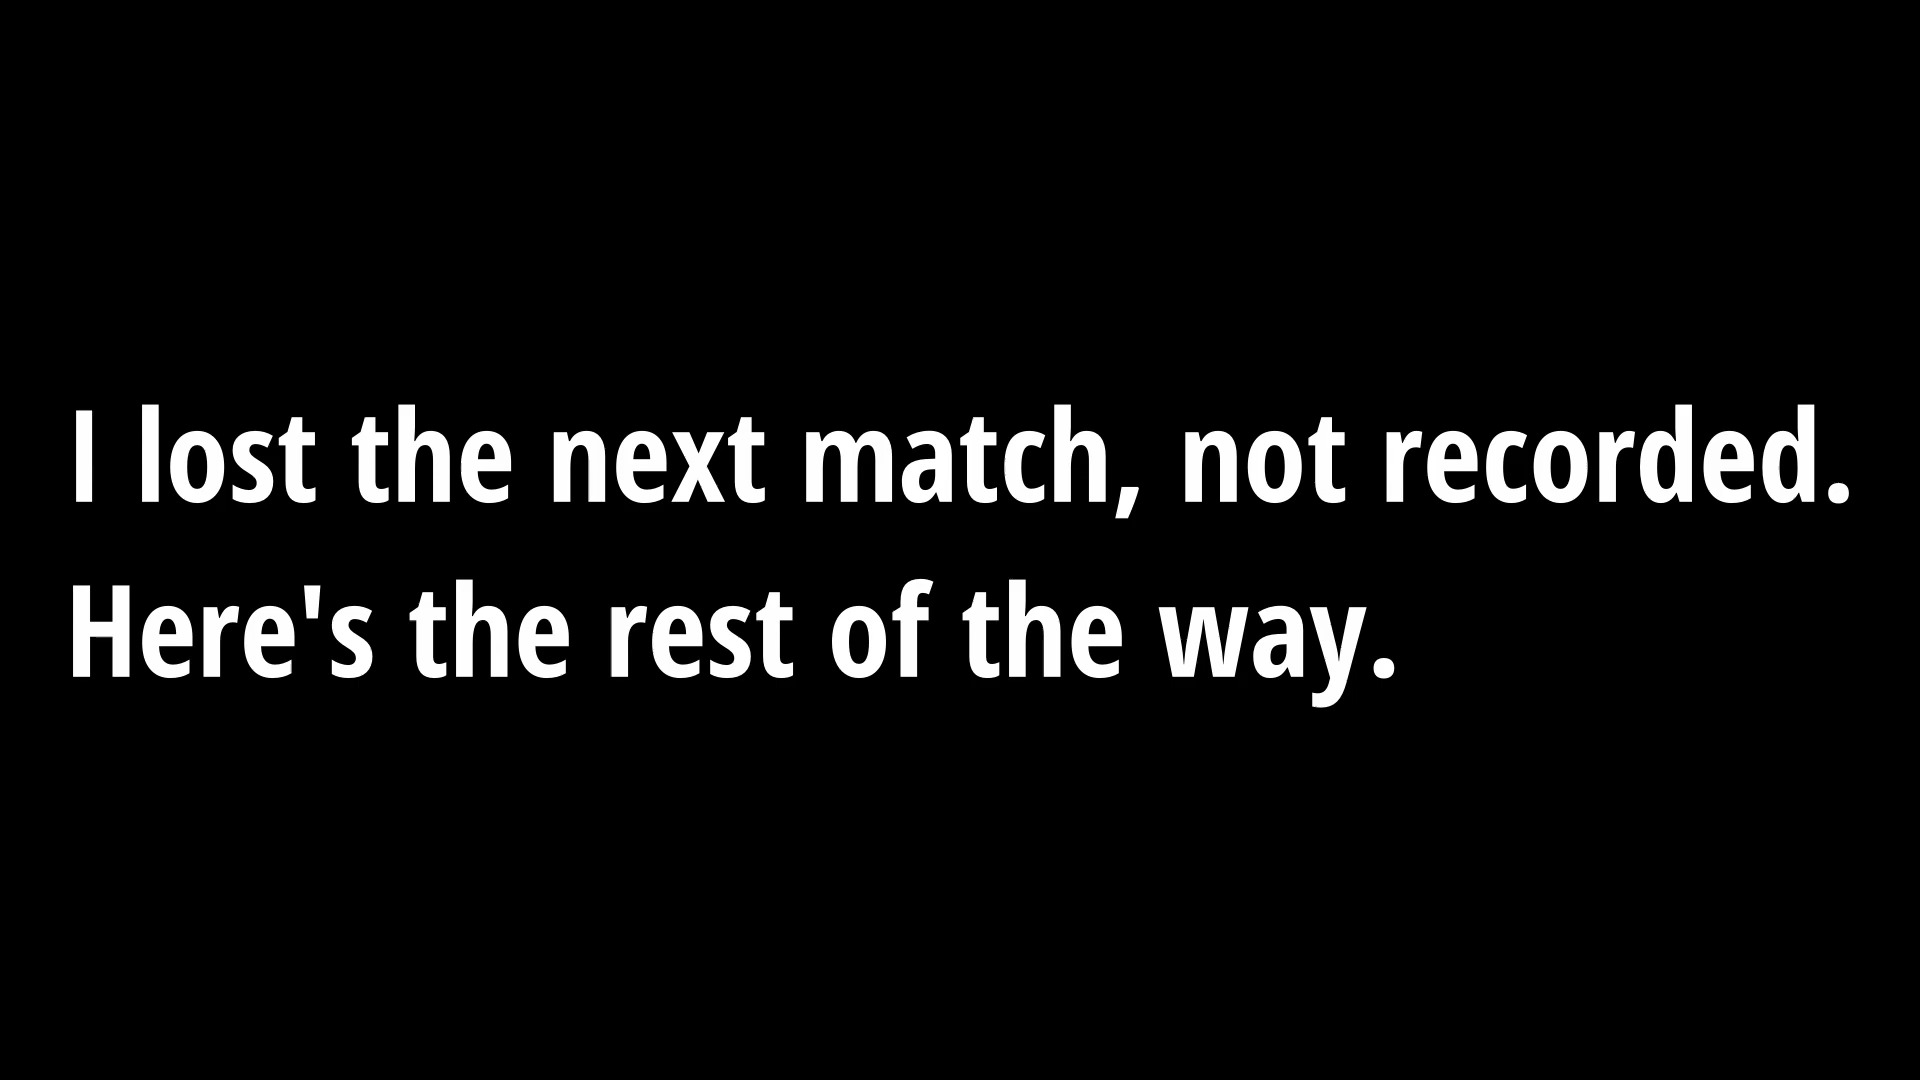 I lost the next match, not recorded.
Here's the rest of the way.